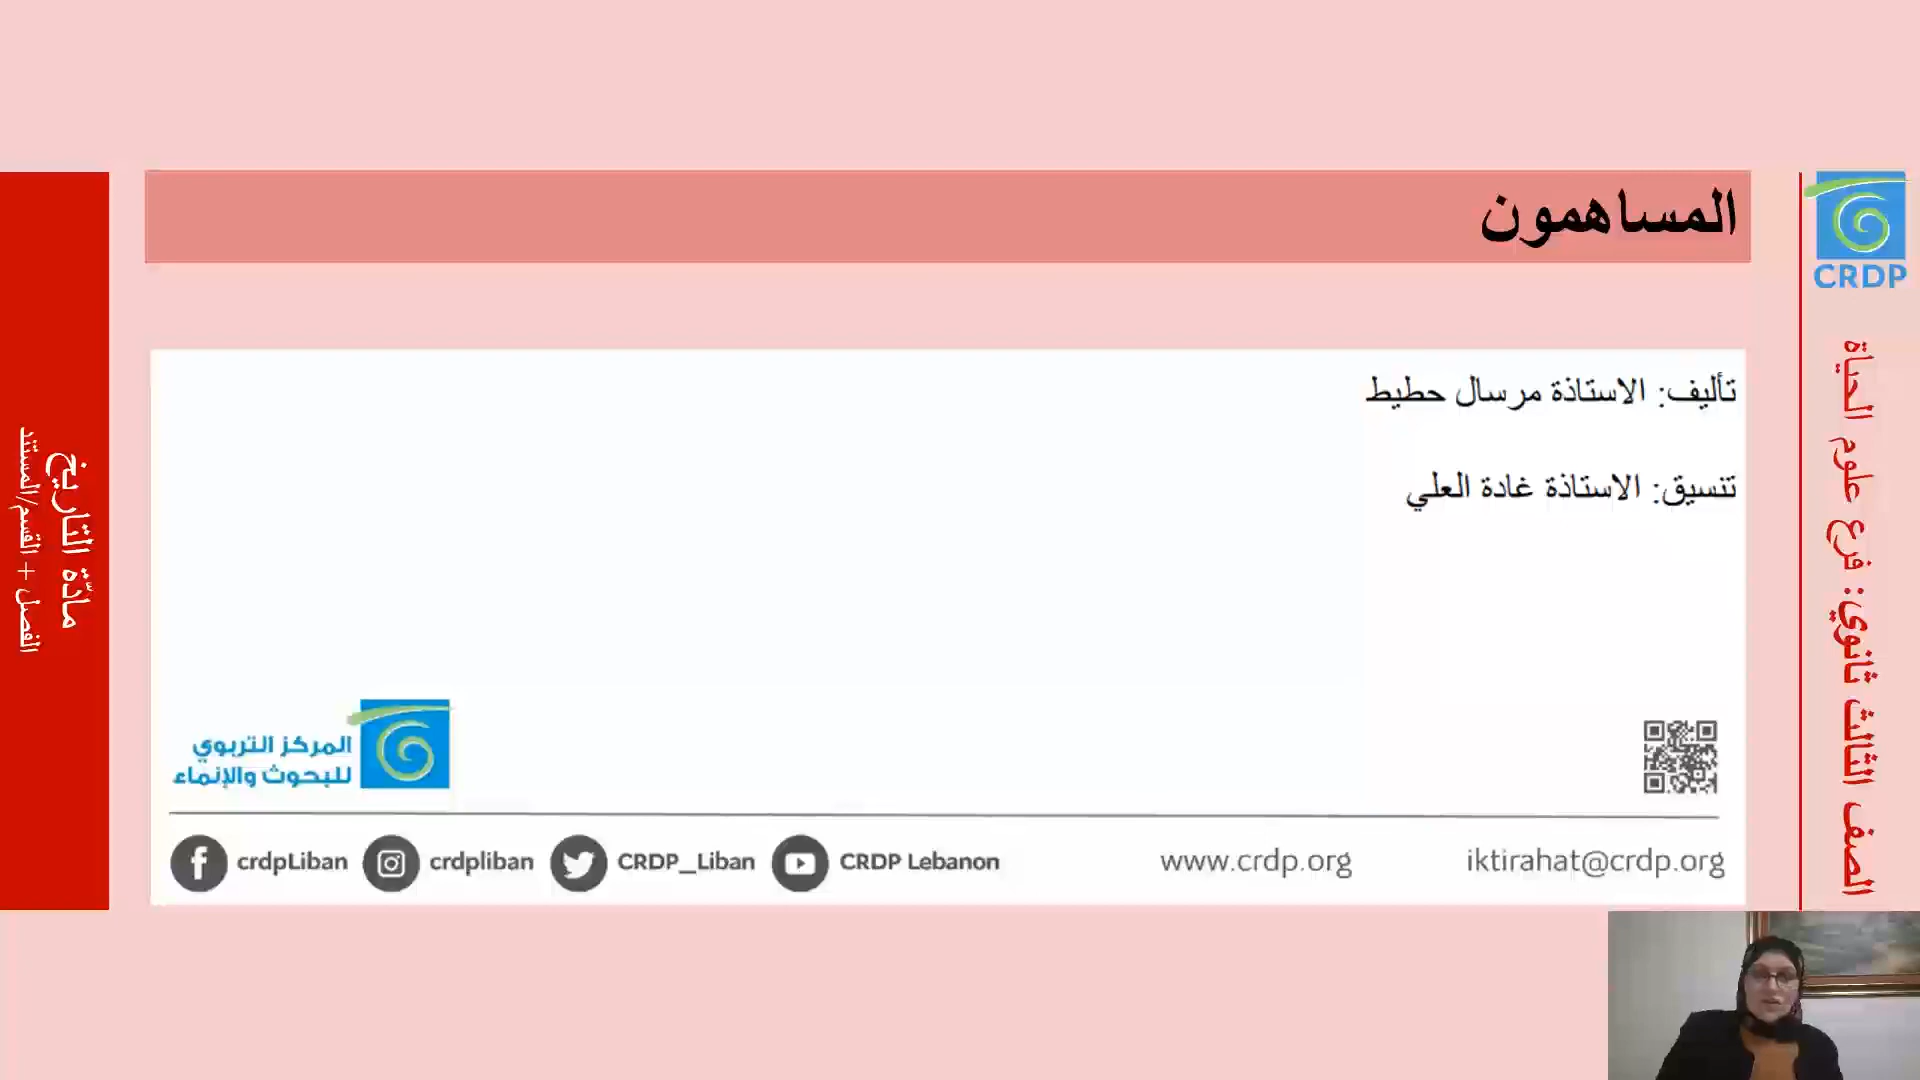 المساهمون
CRDP
تأليف: الاستاذة مرسال حطيط
تنسيق: الاستاذة غادة العلي
الصف الثالث ثانوي: فرع علوم الحياة
مادّة التاريخ
الفصل + القسم/المستند
المركز التربوي
للبحوث والإنماء
crdpLiban
crdpliban
CRDP_Liban
CRDP Lebanon
www.crdp.org
iktirahat@crdp.org